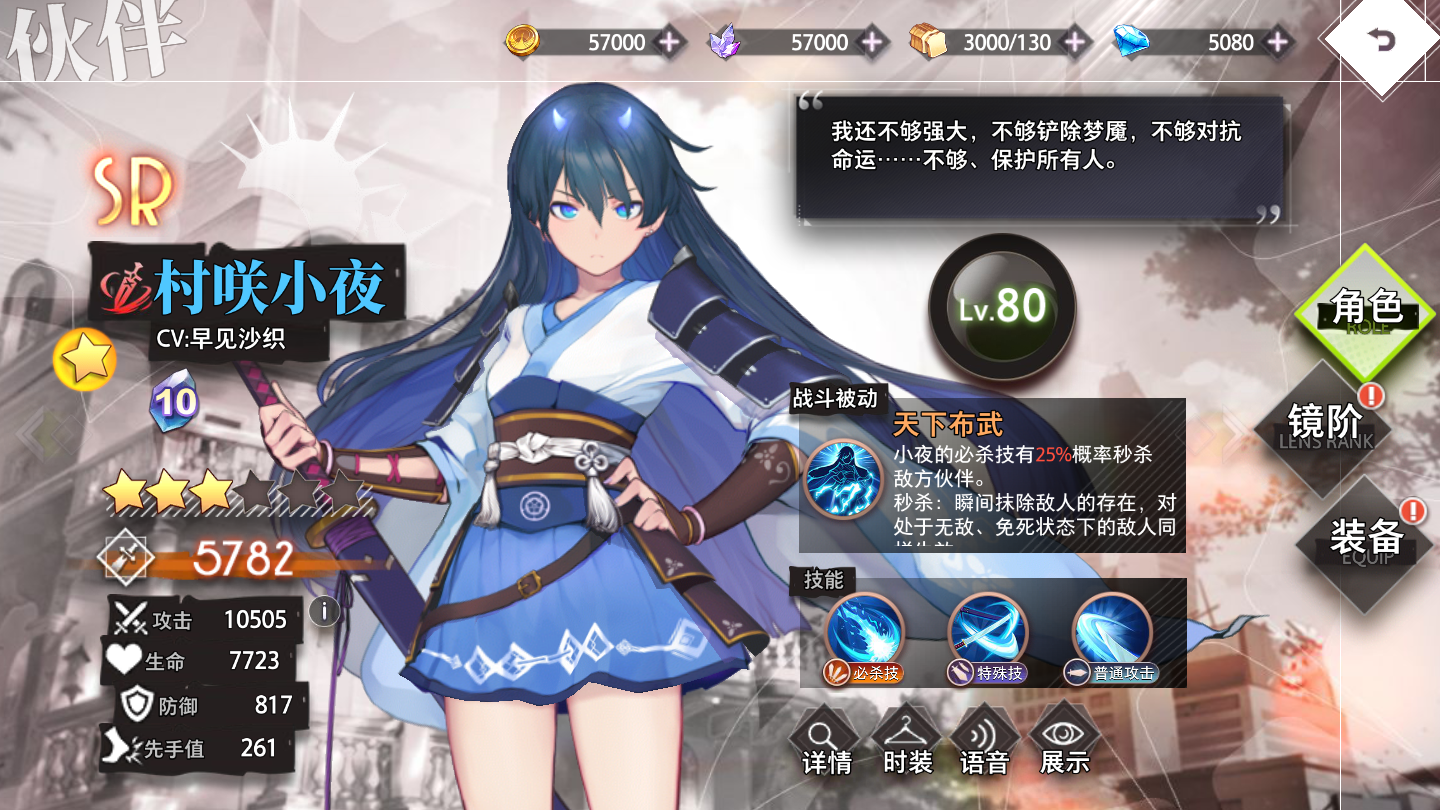 伙伴
57000
57000
3000/130
5080
我还不够强大，不够铲除梦魇，不够对抗
命运……不够、保护所有人。
SR
村咲小夜
CV:早见沙织
10
5782
攻击 10505
生命 7723
防御 817
先手值 261
Lv.80
战斗被动
天下布武
小夜的必杀技有25%概率秒杀
敌方伙伴。
秒杀：瞬间抹除敌人的存在，对
处于无敌、免死状态下的敌人同
技能
必杀技
特殊技
普通攻击
详情
时装
语音
展示
角色
ROLE
镜阶
LENS RANK
装备
EQUIP